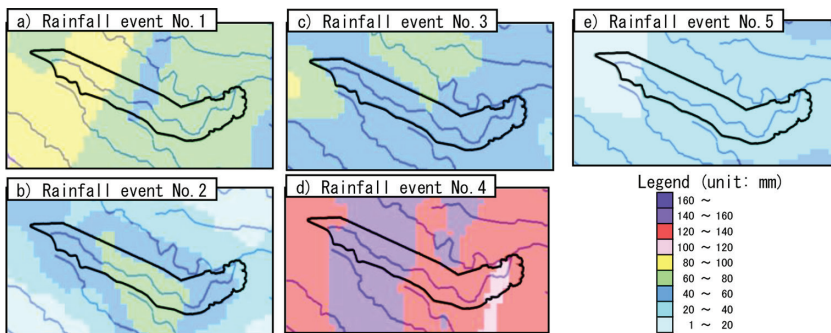 a) Rainfall event No.1
c) Rainfall event No.3
e) Rainfall event No.5
b) Rainfall event No.2
d) Rainfall event No.4
Legend (unit: mm)
160 ～
140 ～ 160
120 ～ 140
100 ～ 120
80 ～ 100
60 ～ 80
40 ～ 60
20 ～ 40
1 ～ 20